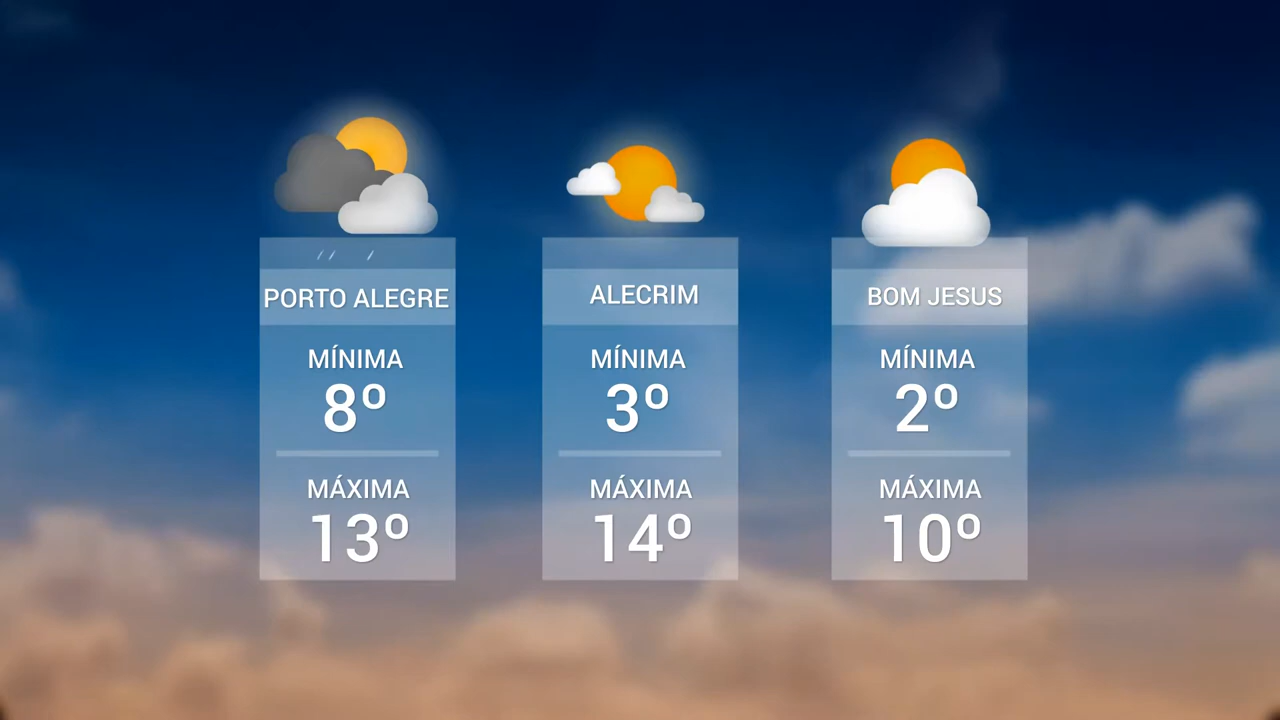 PORTO ALEGRE
MÍNIMA
8º
MÁXIMA
13º
ALECRIM
MÍNIMA
3º
MÁXIMA
14º
BOM JESUS
MÍNIMA
2º
MÁXIMA
10º